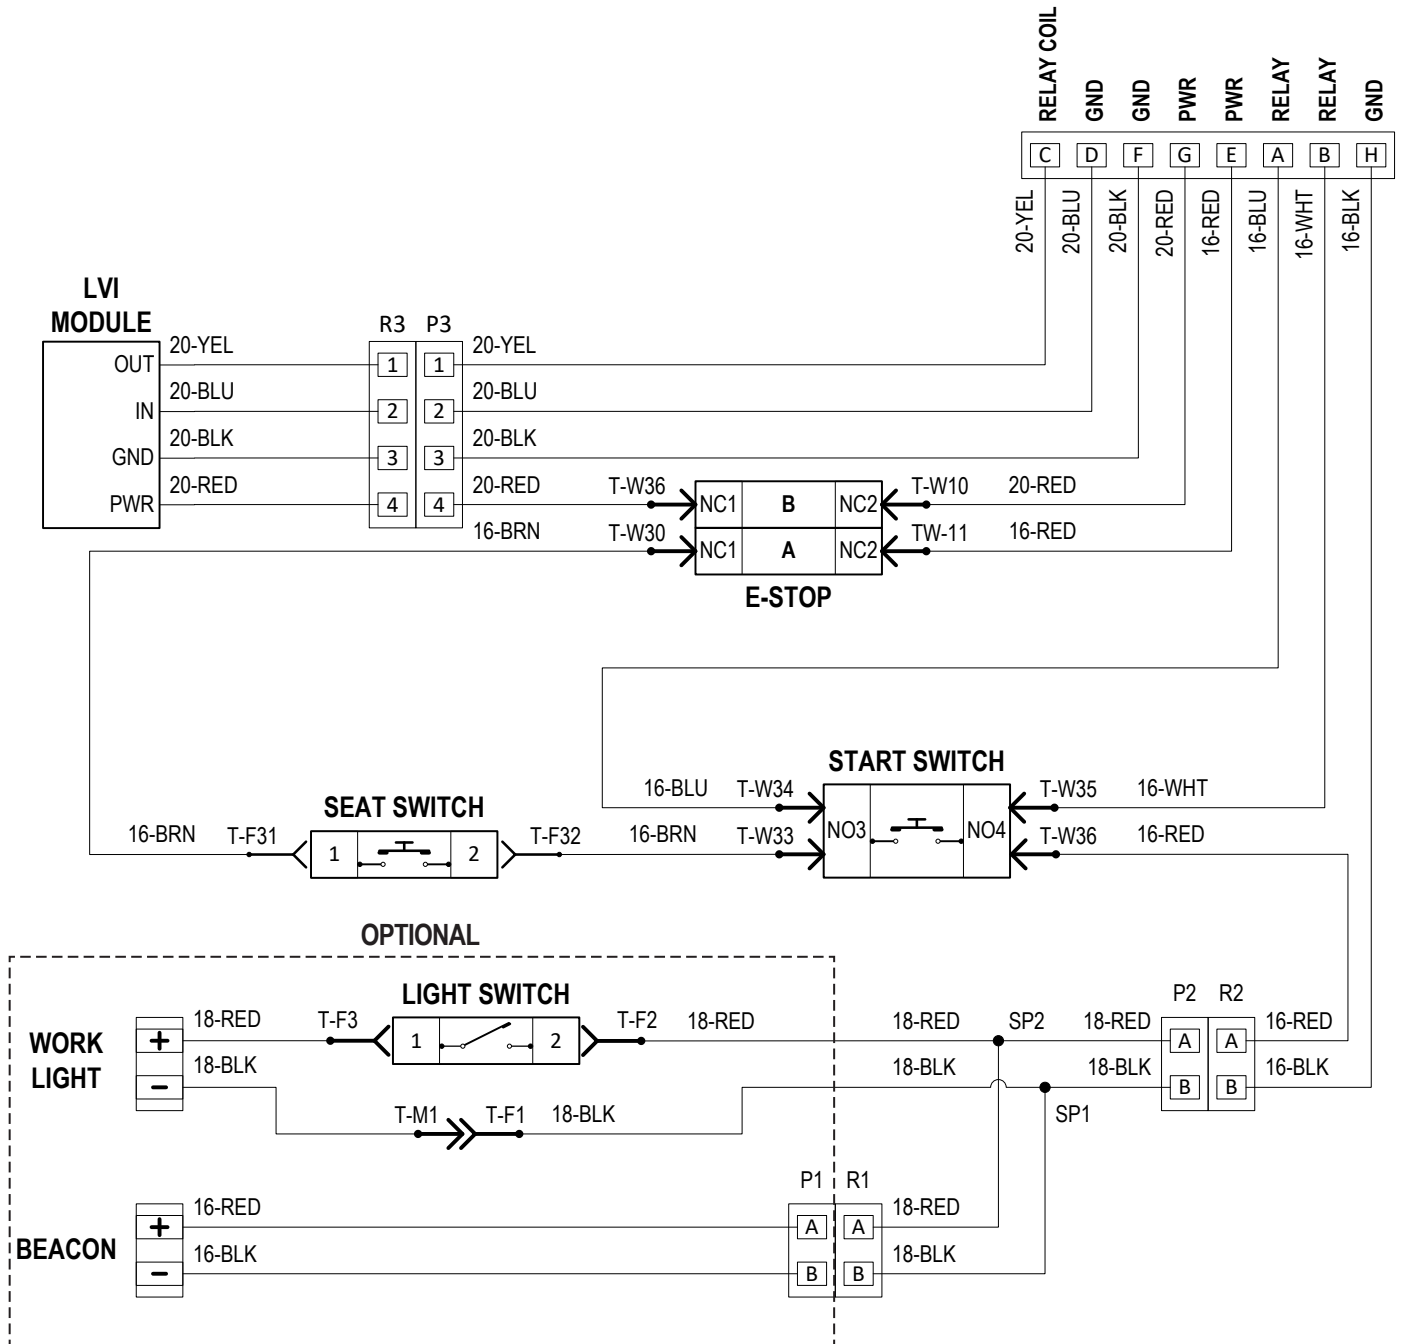 RELAY COIL
GND
GND
PWR
PWR
RELAY
RELAY
GND
C D F G E A B H
20-YEL
20-BLU
20-BLK
20-RED
16-RED
16-BLU
16-WHT
16-BLK
LVI
MODULE
R3 P3
OUT 20-YEL 1 1 20-YEL
IN 20-BLU 2 2 20-BLU
GND 20-BLK 3 3 20-BLK
PWR 20-RED 4 4 20-RED T-W36 NC1 B NC2 T-W10 20-RED
16-BRN T-W30 NC1 A NC2 TW-11 16-RED
E-STOP
START SWITCH
16-BLU T-W34 T-W35 16-WHT
NO3 NO4
SEAT SWITCH
16-BRN T-F31 1 2 T-F32 16-BRN T-W33 T-W36 16-RED
OPTIONAL
LIGHT SWITCH
P2 R2
WORK
LIGHT
+ 18-RED T-F3 1 2 T-F2 18-RED 18-RED SP2 18-RED A A 16-RED
- 18-BLK 18-BLK 18-BLK B B 16-BLK
SP1
T-M1 T-F1 18-BLK
P1 R1
BEACON
+ 16-RED A A 18-RED
- 16-BLK B B 18-BLK